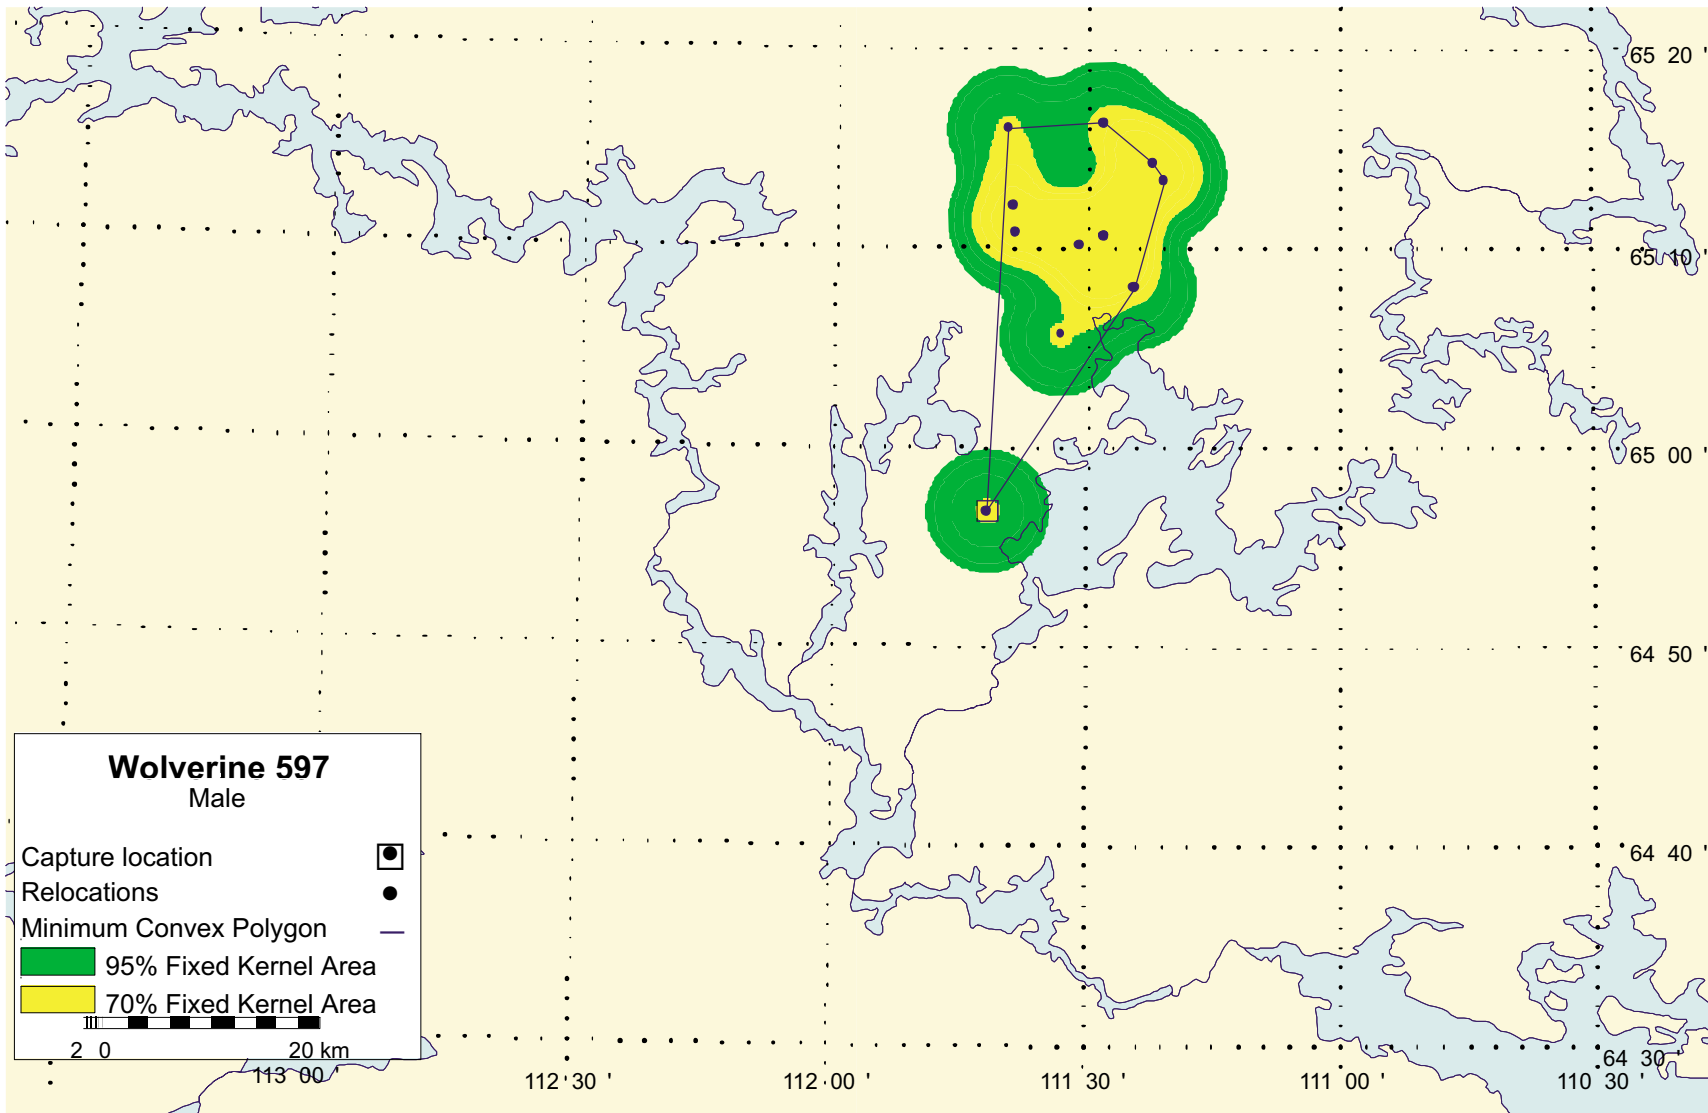 65 20 '
65 10 '
65 00 '
64 50 '
64 40 '
64 30 '
Wolverine 597
Male
Capture location
Relocations
Minimum Convex Polygon
95% Fixed Kernel Area
70% Fixed Kernel Area
2 0 20 km
113 00 ' 112 30 ' 112 00 ' 111 30 ' 111 00 ' 110 30 '